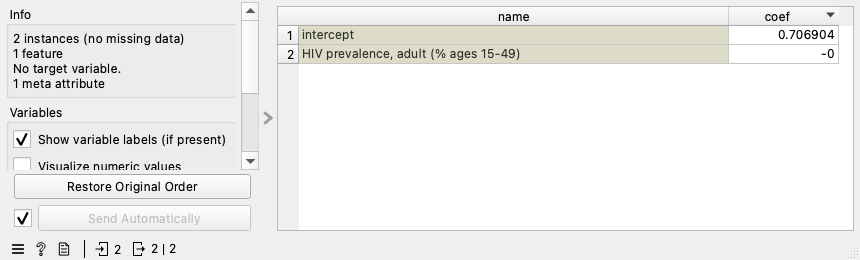 Info
2 instances (no missing data)
1 feature
No target variable.
1 meta attribute
Variables
Show variable labels (if present)
Visualize numeric values
Restore Original Order
Send Automatically
2 2 | 2
name coef
1 intercept 0.706904
2 HIV prevalence, adult (% ages 15-49) -0